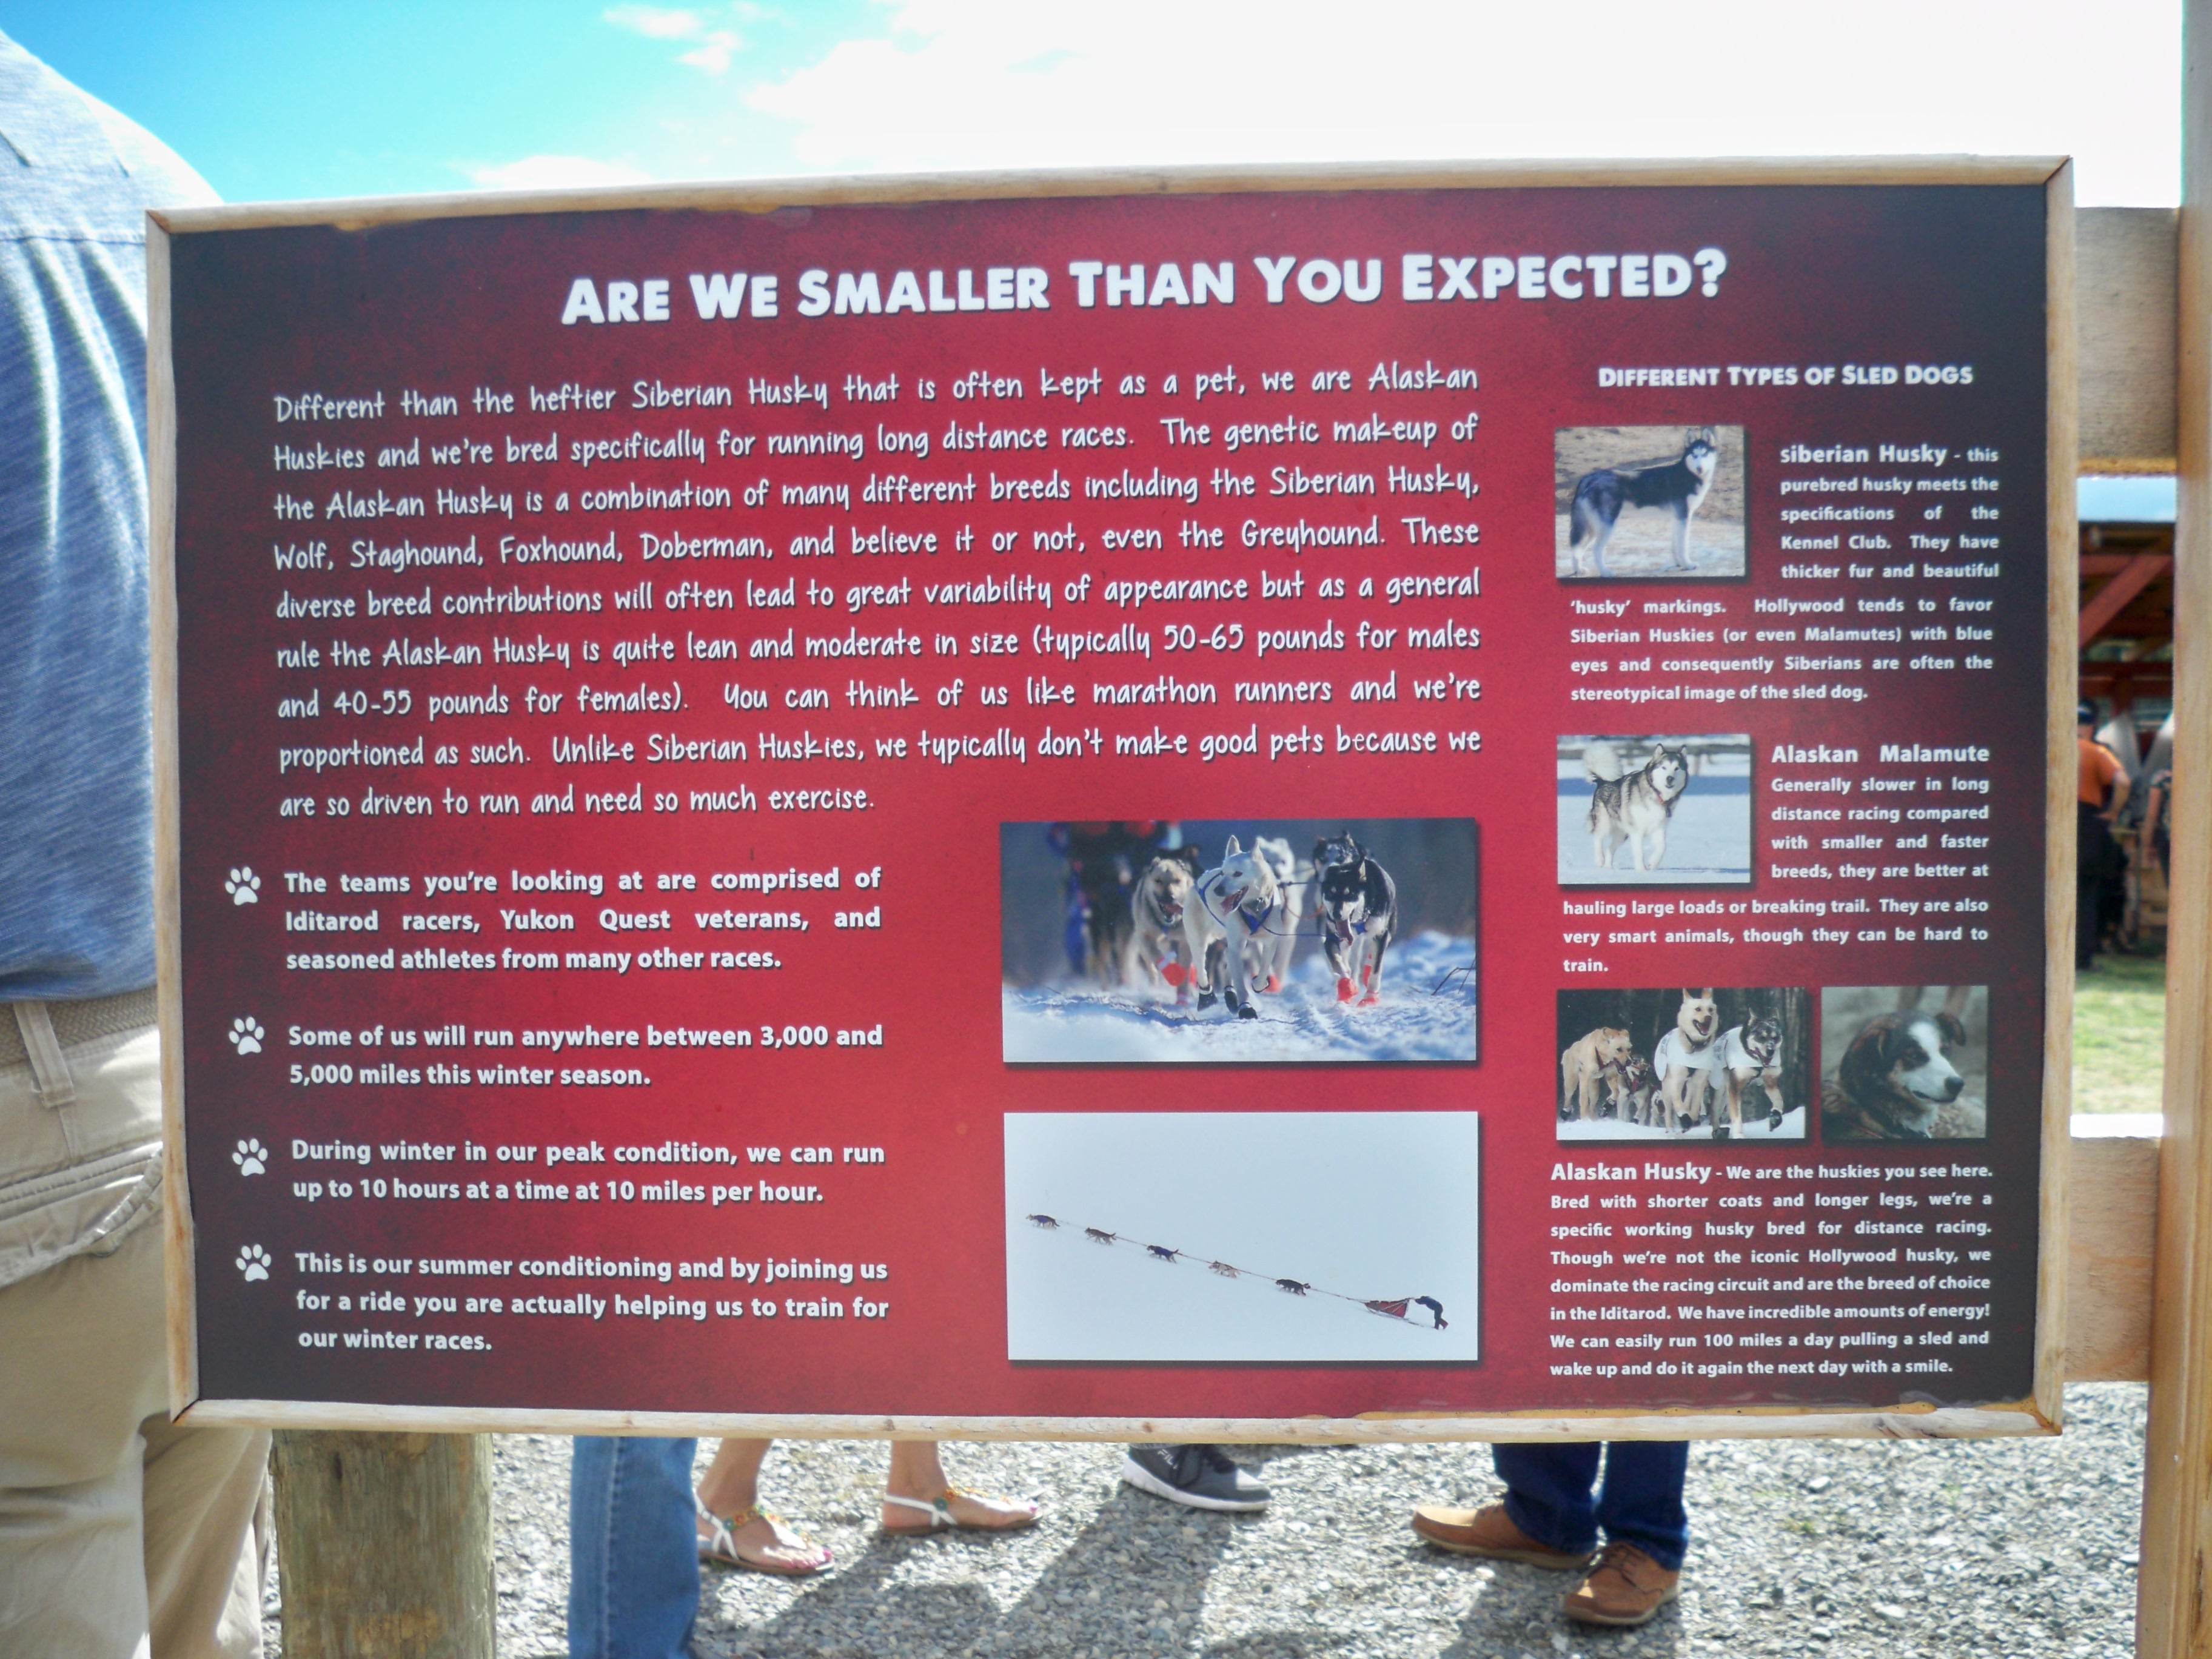 ARE WE SMALLER THAN YOU EXPECTED?
Different than the heftier Siberian Husky that is often kept as a pet, we are Alaskan
Huskies and we're bred specifically for running long distance races. The genetic makeup of
the Alaskan Husky is a combination of many different breeds including the Siberian Husky,
Wolf, Staghound, Foxhound, Doberman, and believe it or not, even the Greyhound. These
diverse breed contributions will often lead to great variability of appearance but as a general
rule the Alaskan Husky is quite lean and moderate in size (typically 50-65 pounds for males
and 40-55 pounds for females). You can think of us like marathon runners and we're
proportioned as such. Unlike Siberian Huskies, we typically don't make good pets because we
are so driven to run and need so much exercise.
The teams you're looking at are comprised of
Iditarod racers, Yukon Quest veterans, and
seasoned athletes from many other races.
Some of us will run anywhere between 3,000 and
5,000 miles this winter season.
During winter in our peak condition, we can run
up to 10 hours at a time at 10 miles per hour.
This is our summer conditioning and by joining us
for a ride you are actually helping us to train for
our winter races.
DIFFERENT TYPES OF SLED DOGS
siberian Husky - this
purebred husky meets the
specifications of the
Kennel Club. They have
thicker fur and beautiful
'husky' markings. Hollywood tends to favor
Siberian Huskies (or even Malamutes) with blue
eyes and consequently Siberians are often the
stereotypical image of the sled dog.
Alaskan Malamute
Generally slower in long
distance racing compared
with smaller and faster
breeds, they are better at
hauling large loads or breaking trail. They are also
very smart animals, though they can be hard to
train.
Alaskan Husky - We are the huskies you see here.
Bred with shorter coats and longer legs, we're a
specific working husky bred for distance racing.
Though we're not the iconic Hollywood husky, we
dominate the racing circuit and are the breed of choice
in the Iditarod. We have incredible amounts of energy!
We can easily run 100 miles a day pulling a sled and
wake up and do it again the next day with a smile.
FILA